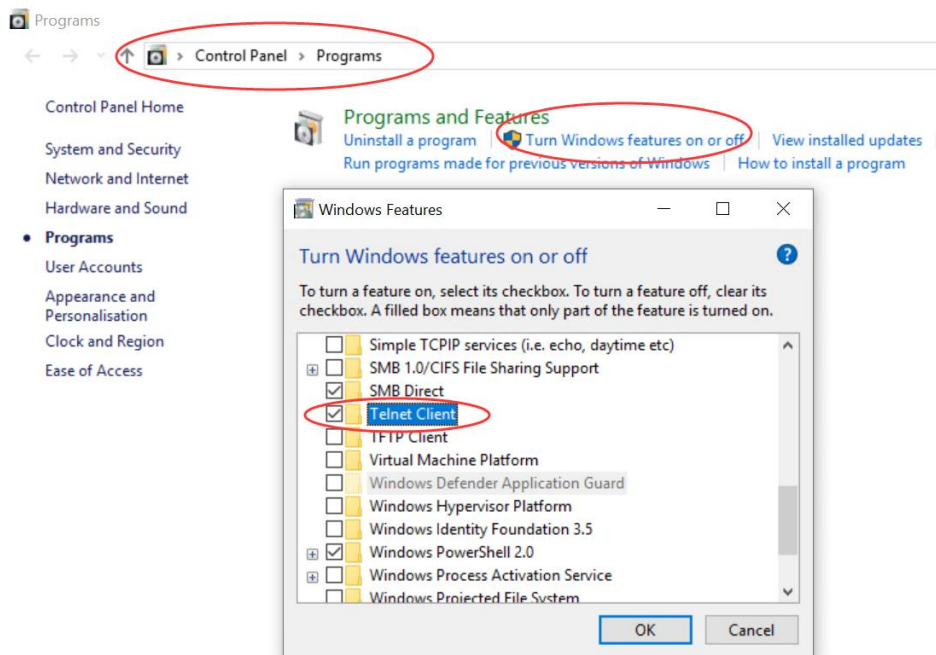 Programs
Control Panel > Programs
Control Panel Home
System and Security
Network and Internet
Hardware and Sound
Programs
User Accounts
Appearance and
Personalisation
Clock and Region
Ease of Access
Programs and Features
Uninstall a program
Turn Windows features on or off
View installed updates
Run programs made for previous versions of Windows
How to install a program
Windows Features
Turn Windows features on or off
?
To turn a feature on, select its checkbox. To turn a feature off, clear its
checkbox. A filled box means that only part of the feature is turned on.
Simple TCPIP services (i.e. echo, daytime etc)
SMB 1.0/CIFS File Sharing Support
SMB Direct
Telnet Client
TFTP Client
Virtual Machine Platform
Windows Defender Application Guard
Windows Hypervisor Platform
Windows Identity Foundation 3.5
Windows PowerShell 2.0
Windows Process Activation Service
Windows Projected File System
OK
Cancel